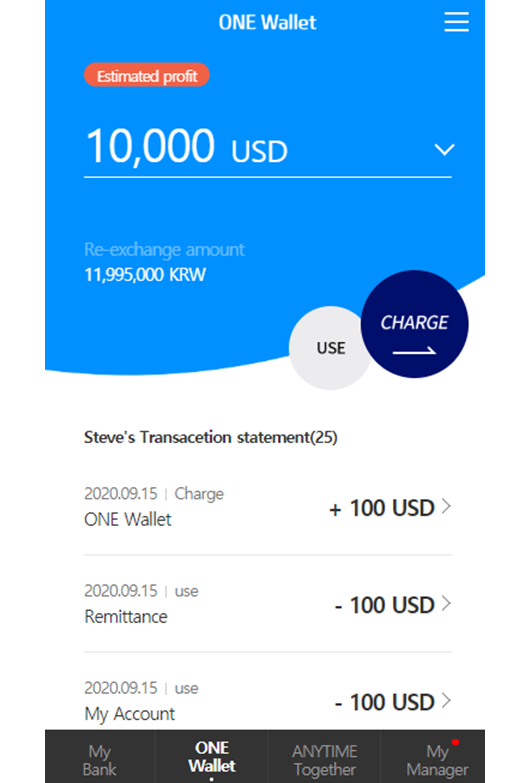 ONE Wallet
Estimated profit
10,000 USD
Re-exchange amount
11,995,000 KRW
USE
CHARGE
Steve's Transacetion statement(25)
2020.09.15 | Charge
ONE Wallet
+ 100 USD
2020.09.15 | use
Remittance
- 100 USD
2020.09.15 | use
My Account
- 100 USD
My
Bank
ONE
Wallet
ANYTIME
Together
My
Manager